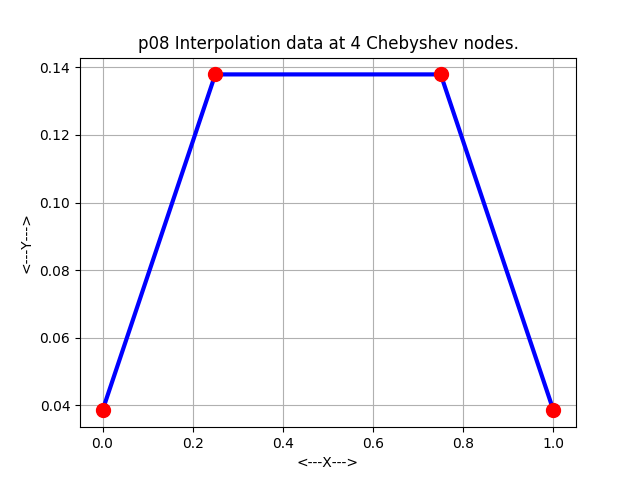 p08 Interpolation data at 4 Chebyshev nodes.
0.14
0.12
0.10
0.08
0.06
0.04
<---Y--->
0.0 0.2 0.4 0.6 0.8 1.0
<---X--->